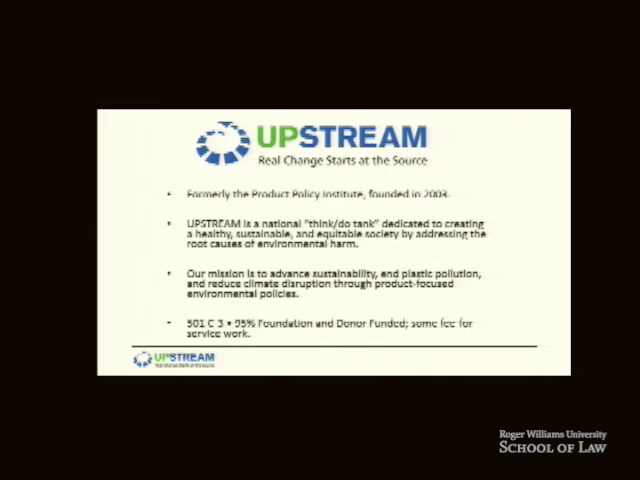 UPSTREAM
Real Change Starts at the Source
• Formerly the Product Policy Institute, founded in 2003.
• UPSTREAM is a national "think/do tank" dedicated to creating
a healthy, sustainable, and equitable society by addressing the
root causes of environmental harm.
• Our mission is to advance sustainability, end plastic pollution,
and reduce climate disruption through product-focused
environmental policies.
• 501 C 3 • 95% Foundation and Donor Funded; some fee for
service work.
UPSTREAM
Roger Williams University
SCHOOL OF LAW